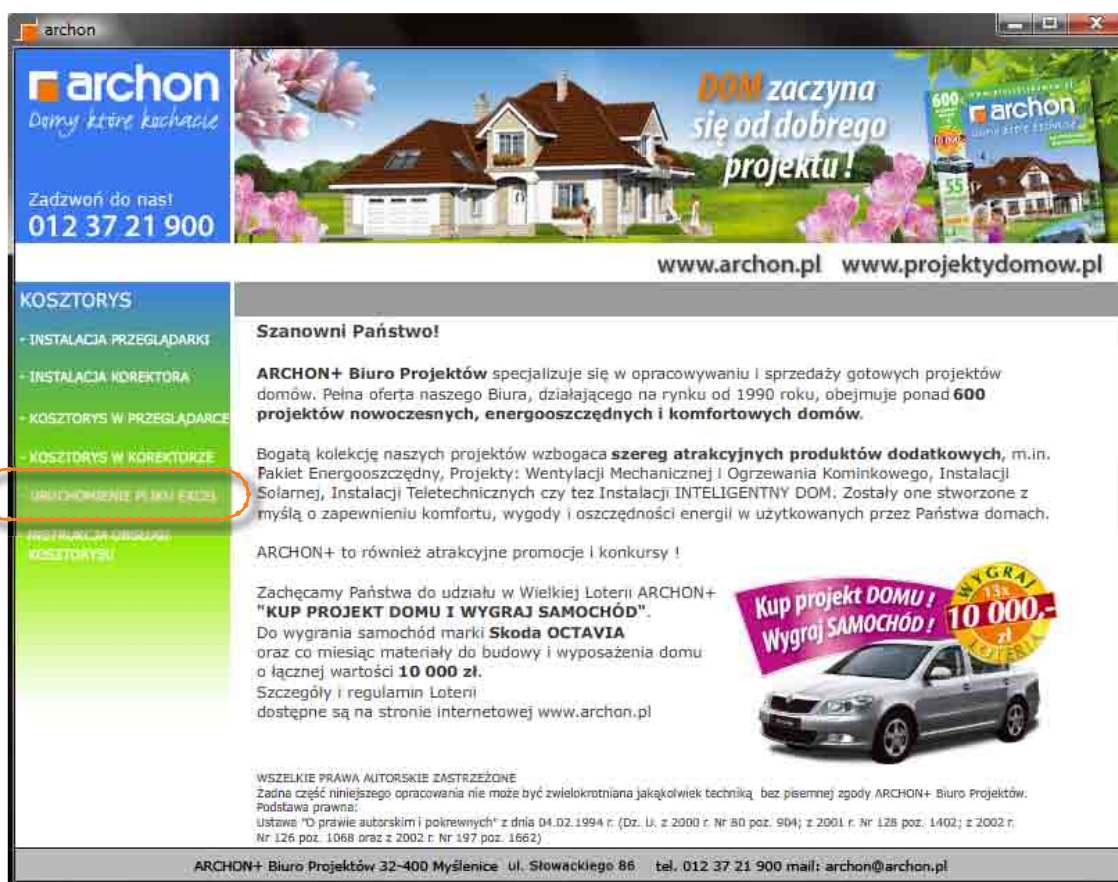 archon
archon
Domy które kochacie
Zadzwoń do nas!
012 37 21 900
DOM zaczyna
się od dobrego
projektu !
600
10 000,-
archon
Domy które kochacie
55
www.archon.pl www.projektydomow.pl
KOSZTORYS
- INSTALACJA PRZEGLĄDARKI
- INSTALACJA KOREKTORA
- KOSZTORYS W PRZEGLĄDARCE
- KOSZTORYS W KOREKTORZE
- URUCHOMIENIE PLIKU EXCEL
INSTRUKCJA OBSŁUGI
KOSZTORYSU
Szanowni Państwo!
ARCHON+ Biuro Projektów specjalizuje się w opracowywaniu i sprzedaży gotowych projektów
domów. Pełna oferta naszego Biura, działającego na rynku od 1990 roku, obejmuje ponad 600
projektów nowoczesnych, energooszczędnych i komfortowych domów.
Bogatą kolekcję naszych projektów wzbogaca szereg atrakcyjnych produktów dodatkowych, m.in.
Pakiet Energooszczędny, Projekty: Wentylacji Mechanicznej i Ogrzewania Kominkowego, Instalacji
Solarnej, Instalacji Teletechnicznych czy tez Instalacji INTELIGENTNY DOM. Zostały one stworzone z
myślą o zapewnieniu komfortu, wygody i oszczędności energii w użytkowanych przez Państwa domach.
ARCHON+ to również atrakcyjne promocje i konkursy !
Zachęcamy Państwa do udziału w Wielkiej Loterii ARCHON+
"KUP PROJEKT DOMU I WYGRAJ SAMOCHÓD".
Do wygrania samochód marki Skoda OCTAVIA
oraz co miesiąc materiały do budowy i wyposażenia domu
o łącznej wartości 10 000 zł.
Szczegóły i regulamin Loterii
dostępne są na stronie internetowej www.archon.pl
Kup projekt DOMU !
Wygraj SAMOCHÓD !
WYGRAJ
13x
10 000,-
zł
LOTERIA
WSZELKIE PRAWA AUTORSKIE ZASTRZEŻONE
Żadna część niniejszego opracowania nie może być zwielokrotniana jakąkolwiek techniką bez pisemnej zgody ARCHON+ Biuro Projektów.
Podstawa prawna:
Ustawa "O prawie autorskim i pokrewnych" z dnia 04.02.1994 r. (Dz. U. z 2000 r. Nr 80 poz. 904; z 2001 r. Nr 128 poz. 1402; z 2002 r.
Nr 126 poz. 1068 oraz z 2002 r. Nr 197 poz. 1662)
ARCHON+ Biuro Projektów 32-400 Myślenice ul. Słowackiego 86 tel. 012 37 21 900 mail: archon@archon.pl